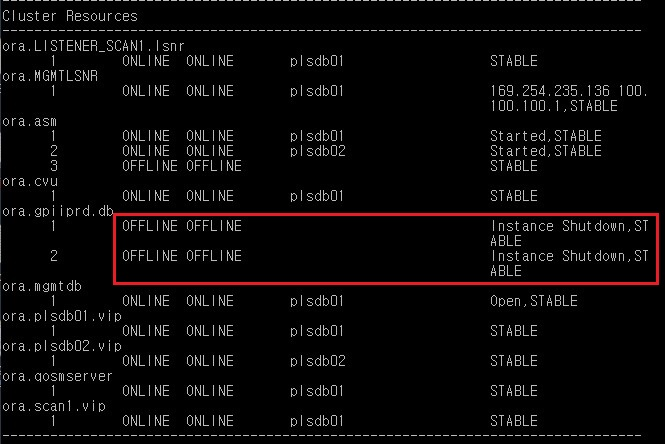 --------------------------------------------------------------------------------
Cluster Resources
--------------------------------------------------------------------------------
ora.LISTENER_SCAN1.lsnr
1 ONLINE ONLINE plsdb01 STABLE
ora.MGMTLSNR
1 ONLINE ONLINE plsdb01 169.254.235.136 100.
100.100.1,STABLE
ora.asm
1 ONLINE ONLINE plsdb01 Started,STABLE
2 ONLINE ONLINE plsdb02 Started,STABLE
3 OFFLINE OFFLINE STABLE
ora.cvu
1 ONLINE ONLINE plsdb01 STABLE
ora.gpiiprd.db
1 OFFLINE OFFLINE Instance Shutdown,ST
ABLE
2 OFFLINE OFFLINE Instance Shutdown,ST
ABLE
ora.mgmtdb
1 ONLINE ONLINE plsdb01 Open,STABLE
ora.plsdb01.vip
1 ONLINE ONLINE plsdb01 STABLE
ora.plsdb02.vip
1 ONLINE ONLINE plsdb02 STABLE
ora.qosmserver
1 ONLINE ONLINE plsdb01 STABLE
ora.scan1.vip
1 ONLINE ONLINE plsdb01 STABLE
--------------------------------------------------------------------------------